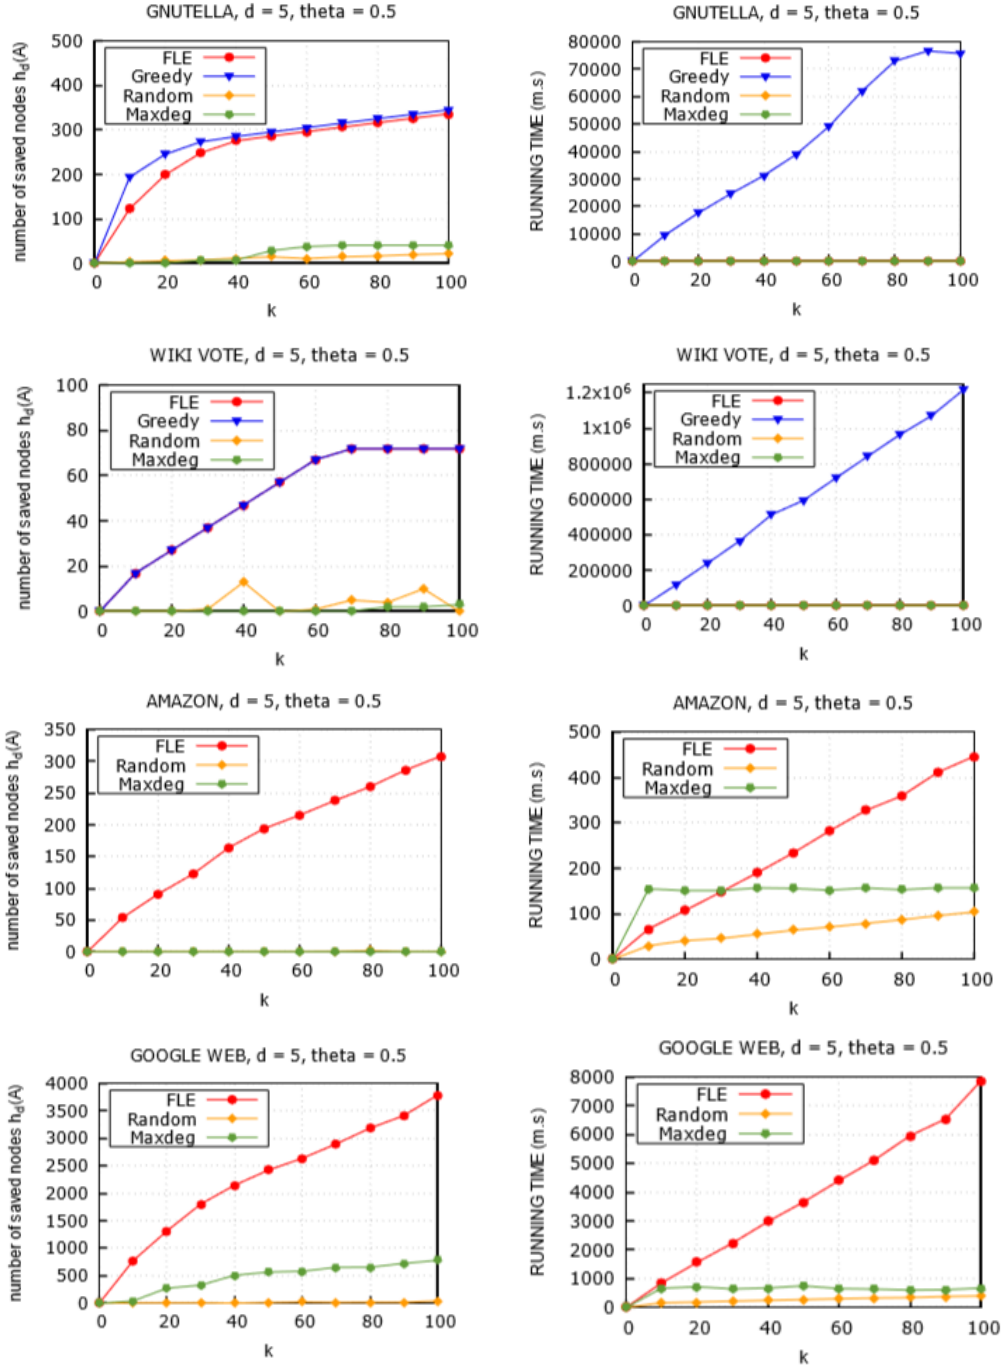 GNUTELLA, d = 5, theta = 0.5
number of saved nodes h_d(A)
500
400
300
200
100
0
FLE
Greedy
Random
Maxdeg
0 20 40 60 80 100
k
GNUTELLA, d = 5, theta = 0.5
RUNNING TIME (m.s)
80000
70000
60000
50000
40000
30000
20000
10000
0
FLE
Greedy
Random
Maxdeg
0 20 40 60 80 100
k
WIKI VOTE, d = 5, theta = 0.5
number of saved nodes h_d(A)
100
80
60
40
20
0
FLE
Greedy
Random
Maxdeg
0 20 40 60 80 100
k
WIKI VOTE, d = 5, theta = 0.5
RUNNING TIME (m.s)
1.2x10^6
1x10^6
800000
600000
400000
200000
0
FLE
Greedy
Random
Maxdeg
0 20 40 60 80 100
k
AMAZON, d = 5, theta = 0.5
number of saved nodes h_d(A)
350
300
250
200
150
100
50
0
FLE
Random
Maxdeg
0 20 40 60 80 100
k
AMAZON, d = 5, theta = 0.5
RUNNING TIME (m.s)
500
400
300
200
100
0
FLE
Random
Maxdeg
0 20 40 60 80 100
k
GOOGLE WEB, d = 5, theta = 0.5
number of saved nodes h_d(A)
4000
3500
3000
2500
2000
1500
1000
500
0
FLE
Random
Maxdeg
0 20 40 60 80 100
k
GOOGLE WEB, d = 5, theta = 0.5
RUNNING TIME (m.s)
8000
7000
6000
5000
4000
3000
2000
1000
0
FLE
Random
Maxdeg
0 20 40 60 80 100
k